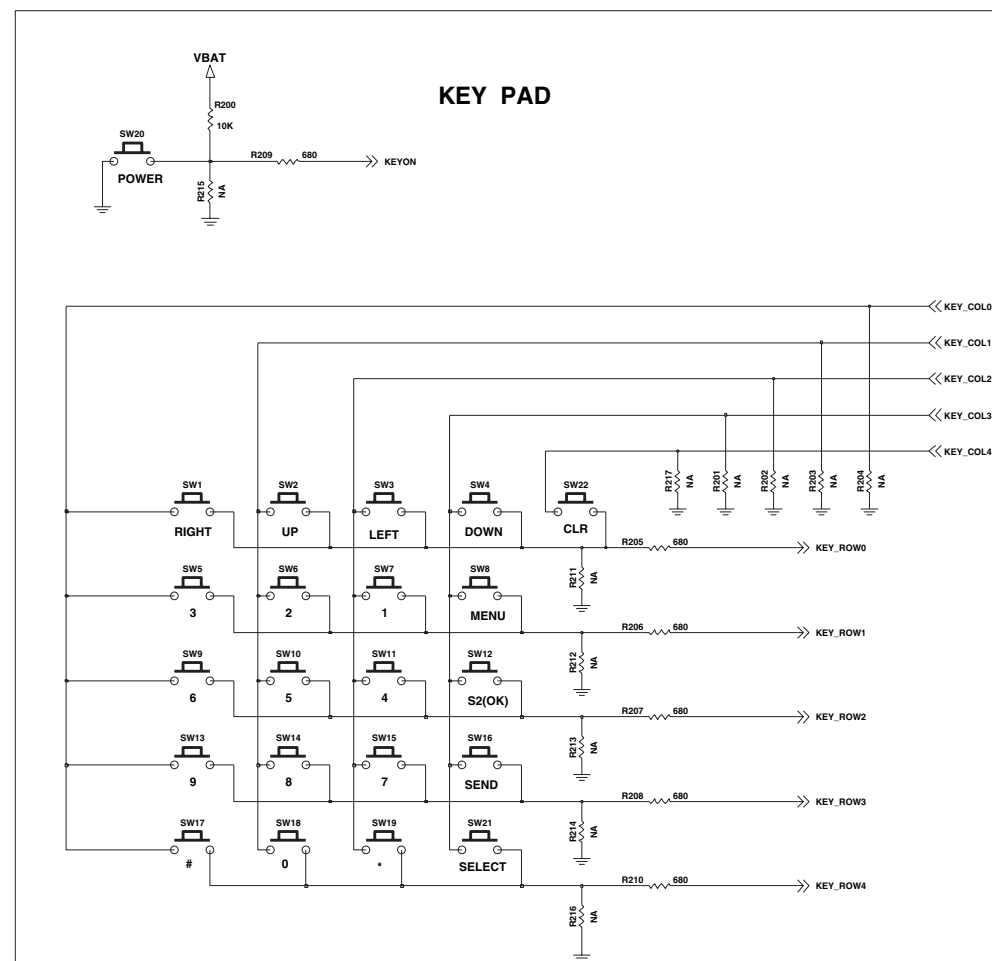 KEY PAD
VBAT
R200
10K
SW20
POWER
R209 680 KEYON
R215 NA
KEY_COL0
KEY_COL1
KEY_COL2
KEY_COL3
KEY_COL4
R217 NA R201 NA R202 NA R203 NA R204 NA
SW1 SW2 SW3 SW4 SW22
RIGHT UP LEFT DOWN CLR
R205 680 KEY_ROW0
R211 NA
SW5 SW6 SW7 SW8
3 2 1 MENU
R206 680 KEY_ROW1
R212 NA
SW9 SW10 SW11 SW12
6 5 4 S2(OK)
R207 680 KEY_ROW2
R213 NA
SW13 SW14 SW15 SW16
9 8 7 SEND
R208 680 KEY_ROW3
R214 NA
SW17 SW18 SW19 SW21
# 0 * SELECT
R210 680 KEY_ROW4
R216 NA